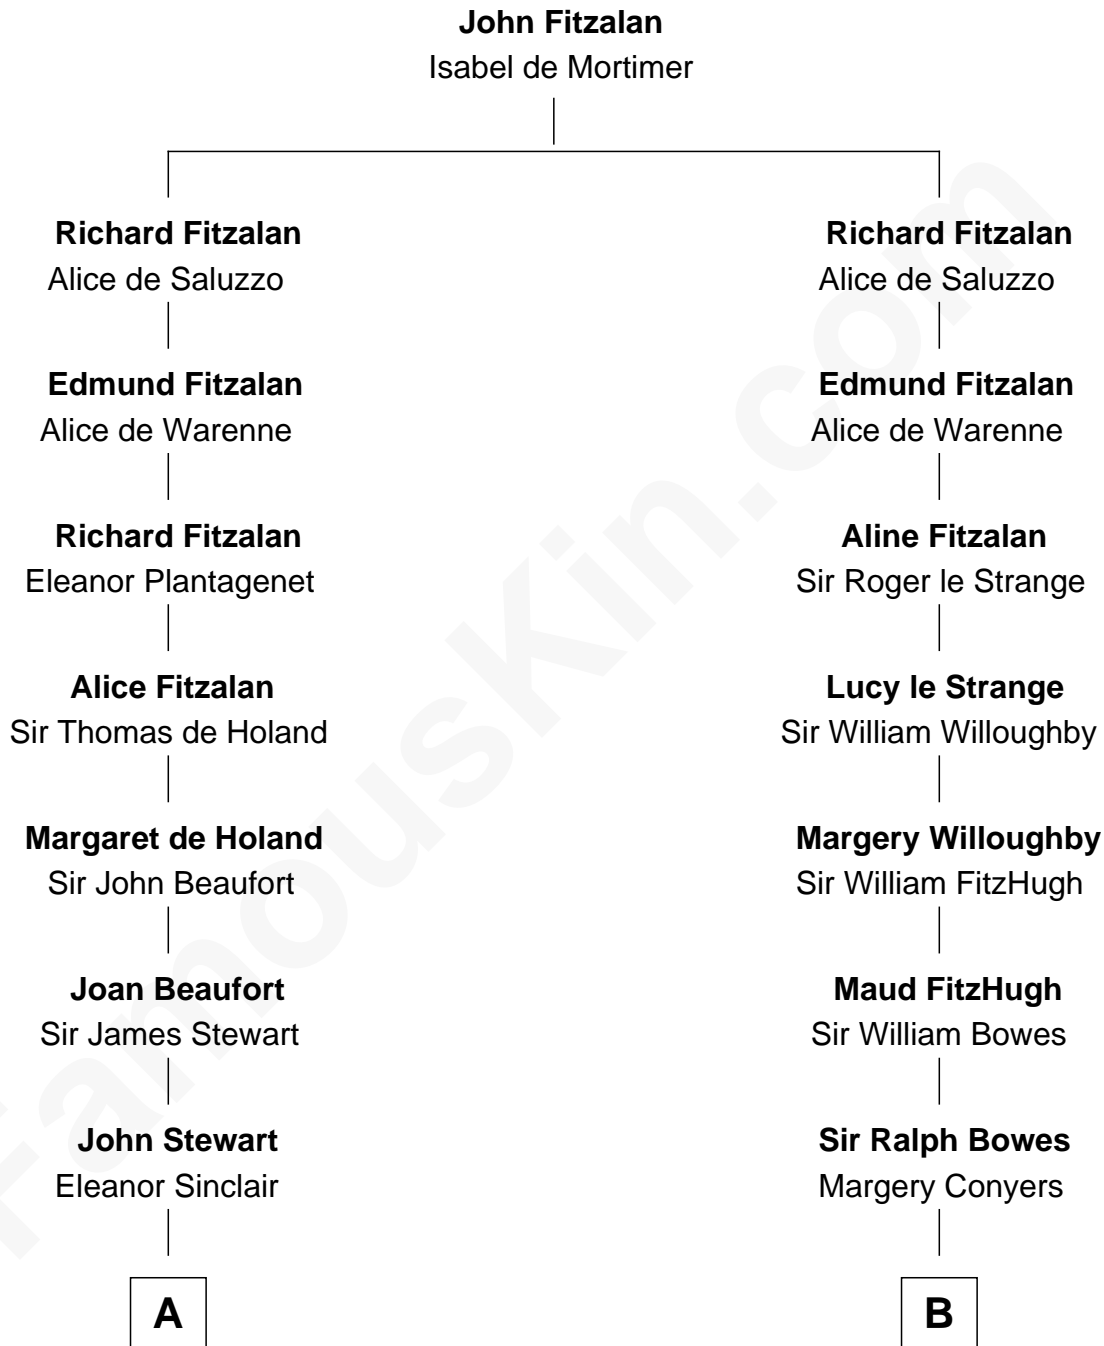 John Fitzalan
Isabel de Mortimer
Richard Fitzalan
Alice de Saluzzo
Richard Fitzalan
Alice de Saluzzo
Edmund Fitzalan
Alice de Warenne
Edmund Fitzalan
Alice de Warenne
Richard Fitzalan
Eleanor Plantagenet
Aline Fitzalan
Sir Roger le Strange
Alice Fitzalan
Sir Thomas de Holand
Lucy le Strange
Sir William Willoughby
Margaret de Holand
Sir John Beaufort
Margery Willoughby
Sir William FitzHugh
Joan Beaufort
Sir James Stewart
Maud FitzHugh
Sir William Bowes
John Stewart
Eleanor Sinclair
Sir Ralph Bowes
Margery Conyers
A
B
FamousKin.com